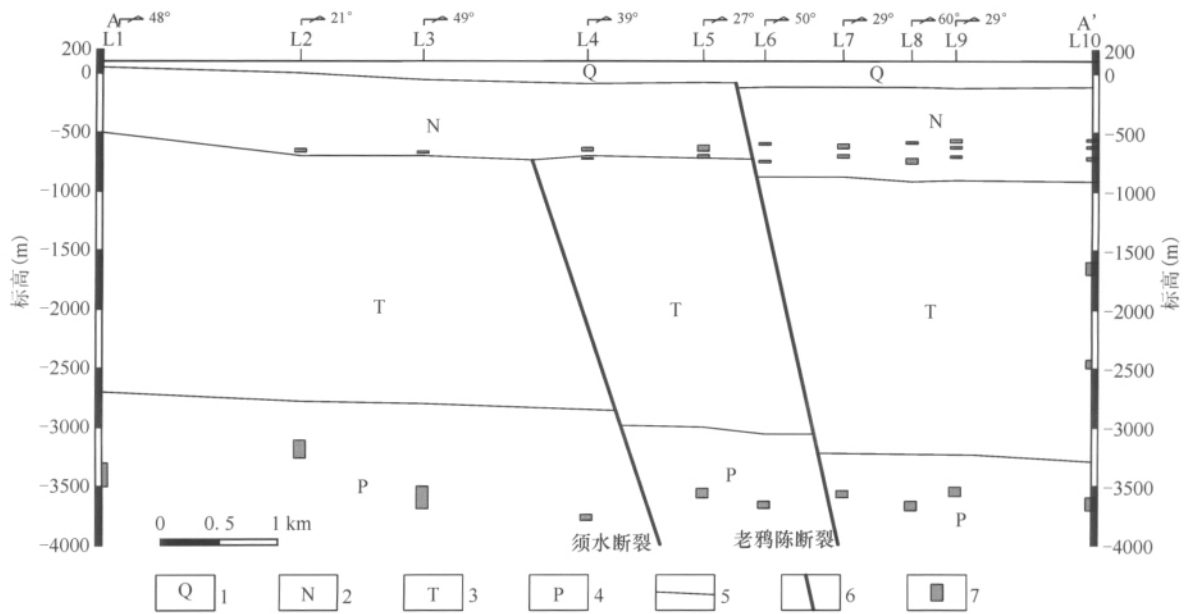 A 48° 21° 49° 39° 27° 50° 29° 60° 29° A'
L1 L2 L3 L4 L5 L6 L7 L8 L9 L10
200 Q Q 200
0 0
N N
-500 -500
-1000 -1000
-1500 -1500
标高(m) 标高(m)
T T T
-2000 -2000
-2500 -2500
-3000 -3000
P P P
-3500 -3500
0 0.5 1 km
须水断裂 老鸦陈断裂
-4000 -4000
Q 1 N 2 T 3 P 4 5 6 7